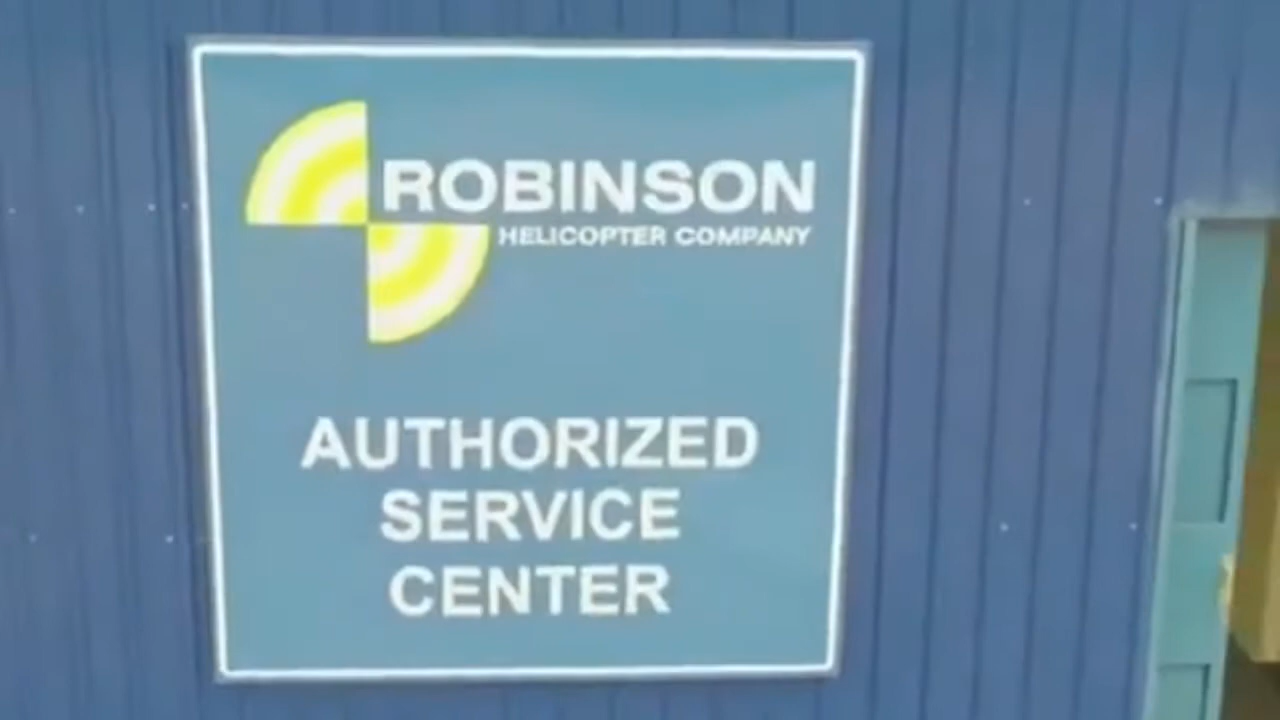 ROBINSON
HELICOPTER COMPANY
AUTHORIZED
SERVICE
CENTER